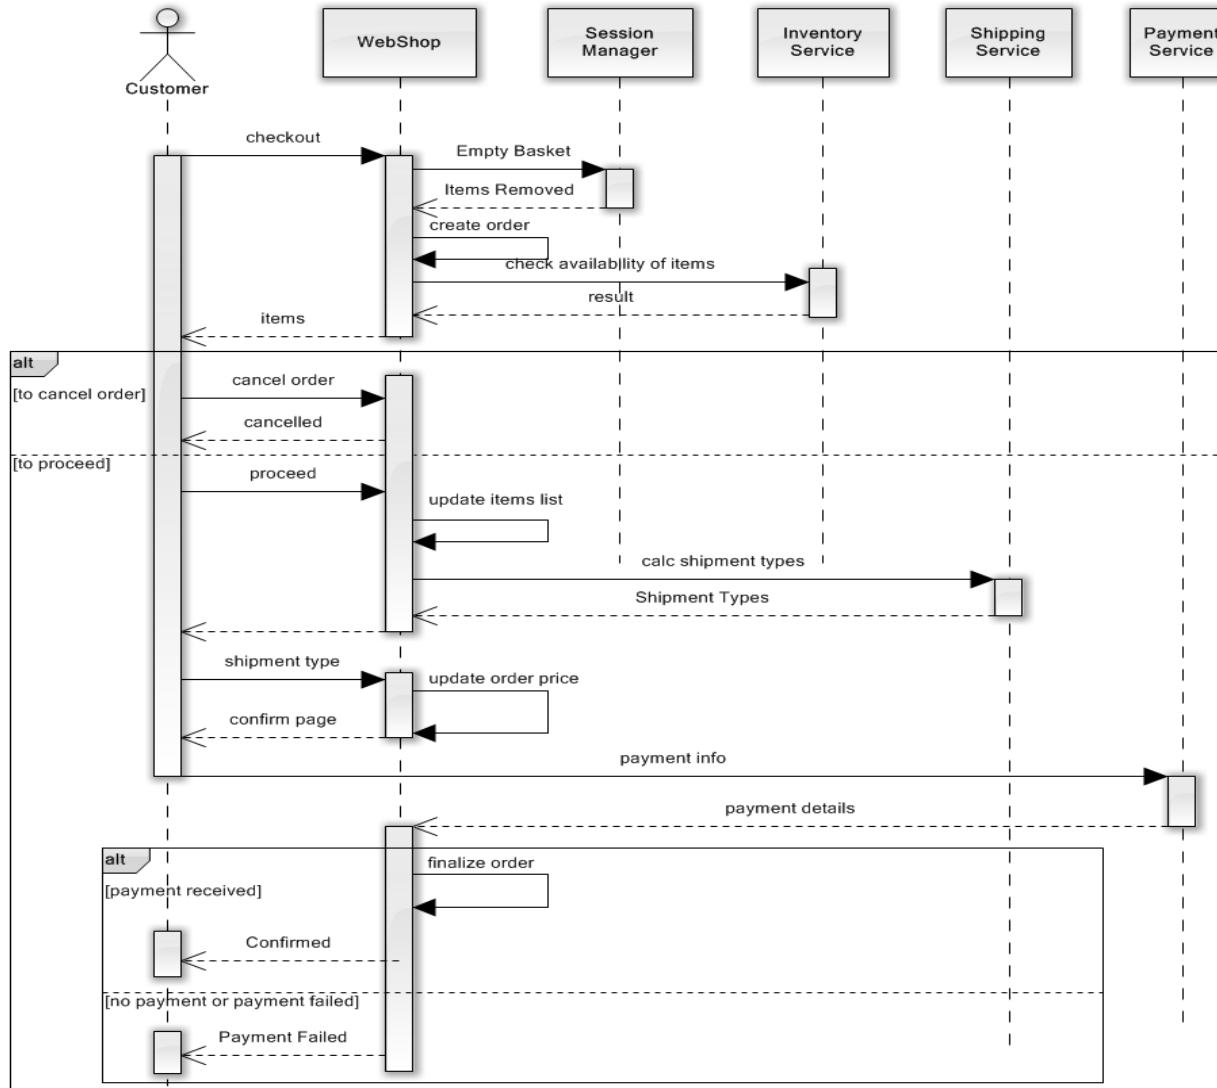 Customer
WebShop
Session
Manager
Inventory
Service
Shipping
Service
Payment
Service
checkout
Empty Basket
Items Removed
create order
check availability of items
result
items
alt
cancel order
[to cancel order]
cancelled
[to proceed]
proceed
update items list
calc shipment types
Shipment Types
shipment type
update order price
confirm page
payment info
payment details
alt
finalize order
[payment received]
Confirmed
[no payment or payment failed]
Payment Failed